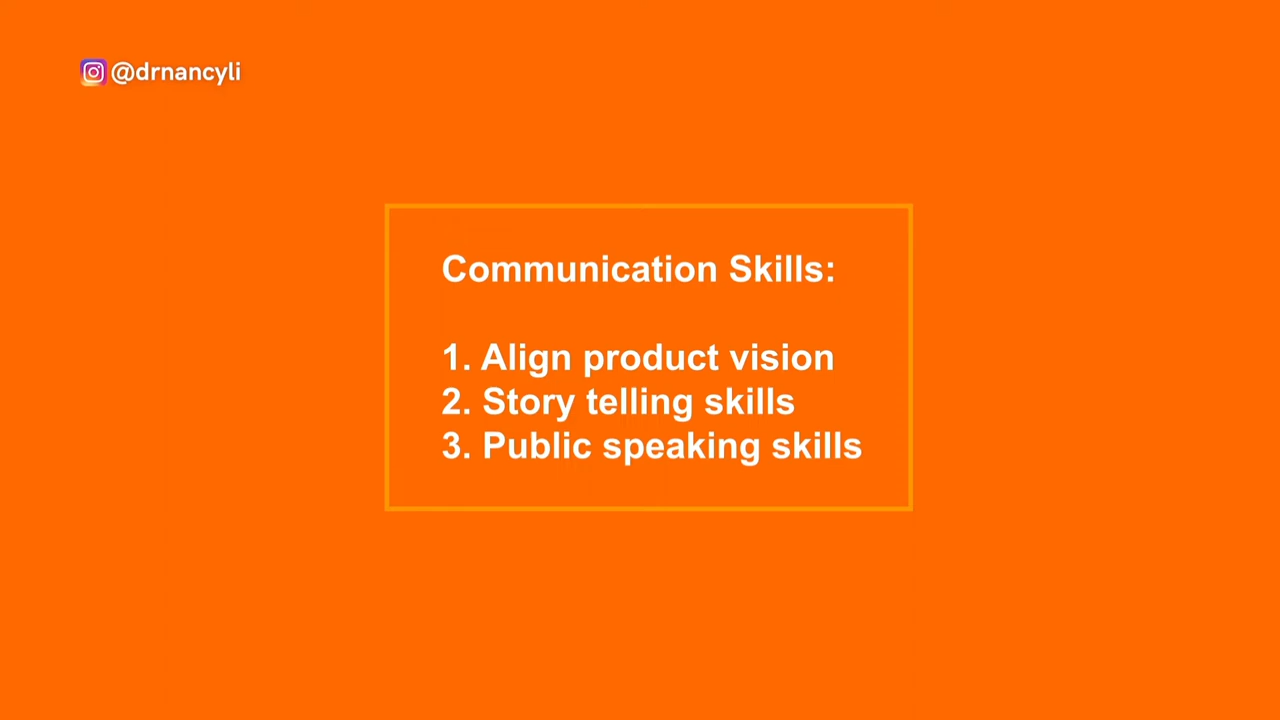 @drnancyli
Communication Skills:
1. Align product vision
2. Story telling skills
3. Public speaking skills